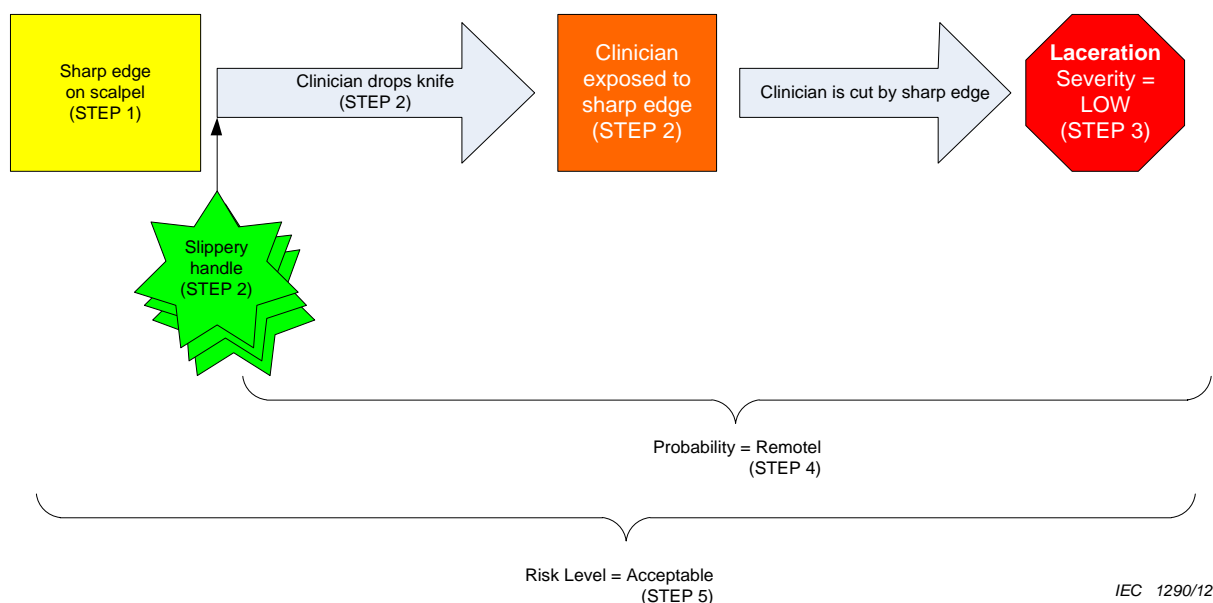 Sharp edge
on scalpel
(STEP 1)
Clinician drops knife
(STEP 2)
Clinician
exposed to
sharp edge
(STEP 2)
Clinician is cut by sharp edge
Laceration
Severity =
LOW
(STEP 3)
Slippery
handle
(STEP 2)
Probability = Remotel
(STEP 4)
Risk Level = Acceptable
(STEP 5)
IEC 1290/12